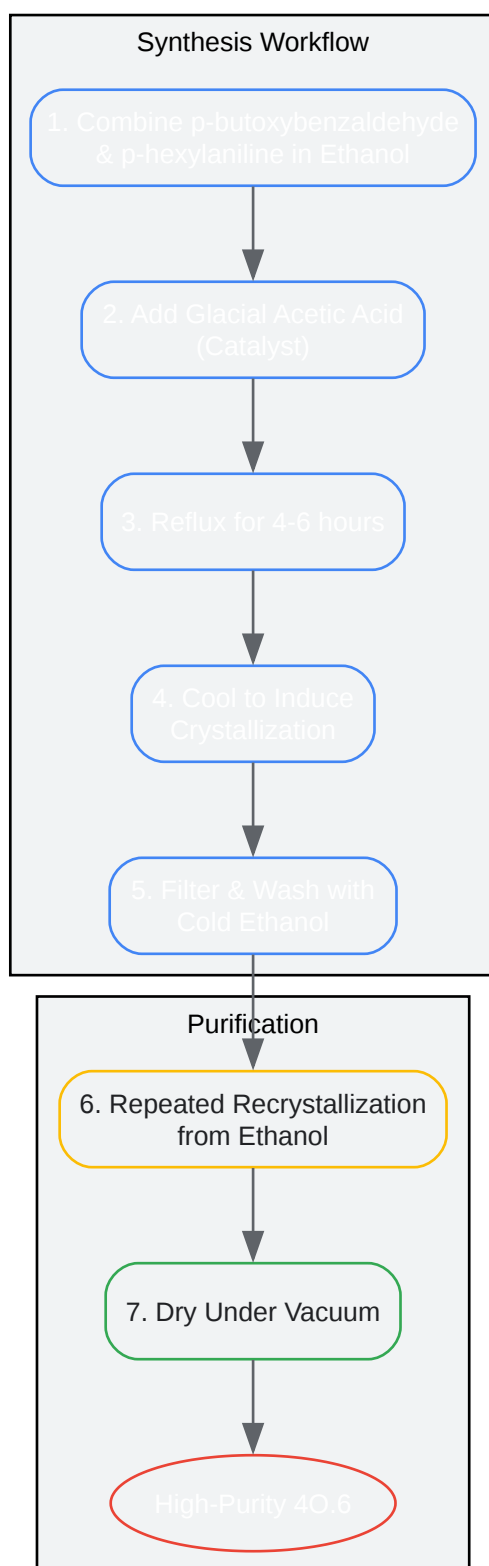 Synthesis Workflow
1. Combine p-butoxybenzaldehyde
& p-hexylaniline in Ethanol
2. Add Glacial Acetic Acid
(Catalyst)
3. Reflux for 4-6 hours
4. Cool to Induce
Crystallization
5. Filter & Wash with
Cold Ethanol
Purification
6. Repeated Recrystallization
from Ethanol
7. Dry Under Vacuum
High-Purity 4O.6